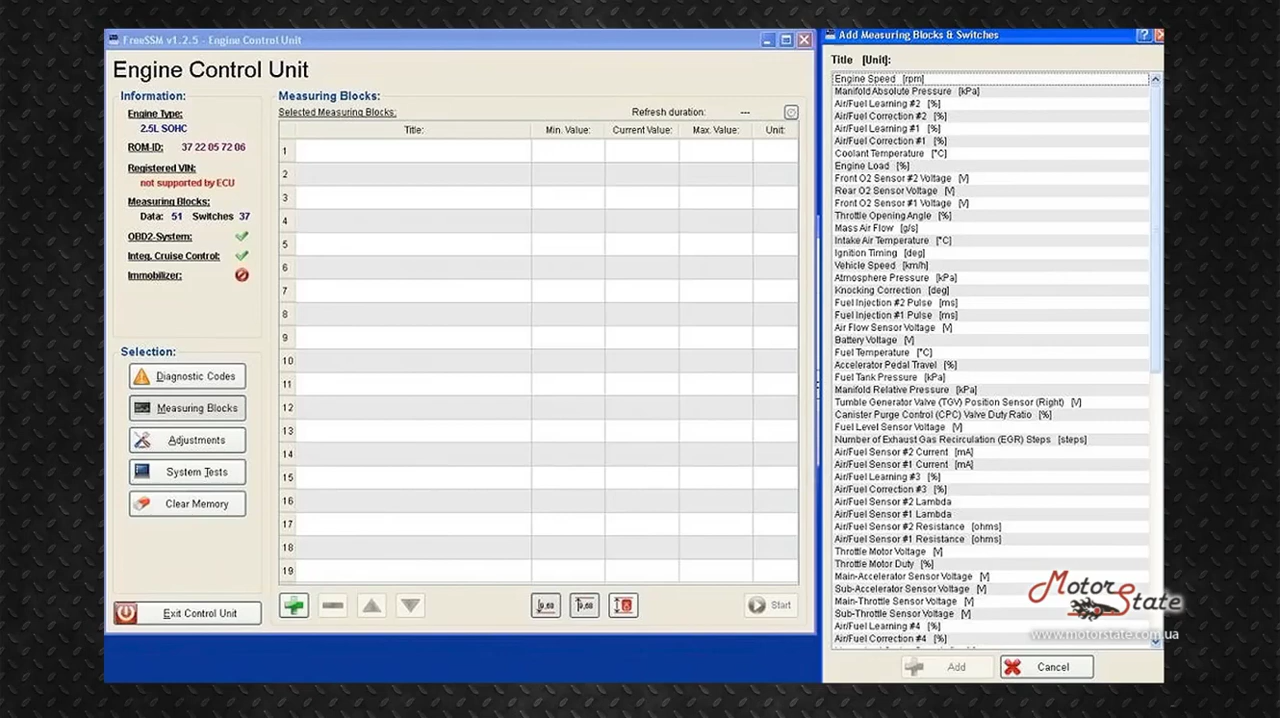 FreeSSM v1.2.5 - Engine Control Unit
Engine Control Unit
Information:
Engine Type:
2.5L SOHC
ROM-ID: 37 22 05 72 06
Registered VIN:
not supported by ECU
Measuring Blocks:
Data: 51 Switches 37
OBD2-System:
Integ. Cruise Control:
Immobilizer:
Selection:
Diagnostic Codes
Measuring Blocks
Adjustments
System Tests
Clear Memory
Exit Control Unit
Measuring Blocks:
Selected Measuring Blocks:
Refresh duration: ---
Title: Min. Value: Current Value: Max. Value: Unit:
1
2
3
4
5
6
7
8
9
10
11
12
13
14
15
16
17
18
19
Start
Add Measuring Blocks & Switches
Title [Unit]:
Engine Speed [rpm]
Manifold Absolute Pressure [kPa]
Air/Fuel Learning #2 [%]
Air/Fuel Correction #2 [%]
Air/Fuel Learning #1 [%]
Air/Fuel Correction #1 [%]
Coolant Temperature [°C]
Engine Load [%]
Front O2 Sensor #2 Voltage [V]
Rear O2 Sensor Voltage [V]
Front O2 Sensor #1 Voltage [V]
Throttle Opening Angle [%]
Mass Air Flow [g/s]
Intake Air Temperature [°C]
Ignition Timing [deg]
Vehicle Speed [km/h]
Atmosphere Pressure [kPa]
Knocking Correction [deg]
Fuel Injection #2 Pulse [ms]
Fuel Injection #1 Pulse [ms]
Air Flow Sensor Voltage [V]
Battery Voltage [V]
Fuel Temperature [°C]
Accelerator Pedal Travel [%]
Fuel Tank Pressure [kPa]
Manifold Relative Pressure [kPa]
Tumble Generator Valve (TGV) Position Sensor (Right) [V]
Canister Purge Control (CPC) Valve Duty Ratio [%]
Fuel Level Sensor Voltage [V]
Number of Exhaust Gas Recirculation (EGR) Steps [steps]
Air/Fuel Sensor #2 Current [mA]
Air/Fuel Sensor #1 Current [mA]
Air/Fuel Learning #3 [%]
Air/Fuel Correction #3 [%]
Air/Fuel Sensor #2 Lambda
Air/Fuel Sensor #1 Lambda
Air/Fuel Sensor #2 Resistance [ohms]
Air/Fuel Sensor #1 Resistance [ohms]
Throttle Motor Voltage [V]
Throttle Motor Duty [%]
Main-Accelerator Sensor Voltage [V]
Sub-Accelerator Sensor Voltage [V]
Main-Throttle Sensor Voltage [V]
Sub-Throttle Sensor Voltage [V]
Air/Fuel Learning #4 [%]
Air/Fuel Correction #4 [%]
Add
Cancel
Motor State
www.motorstate.com.ua